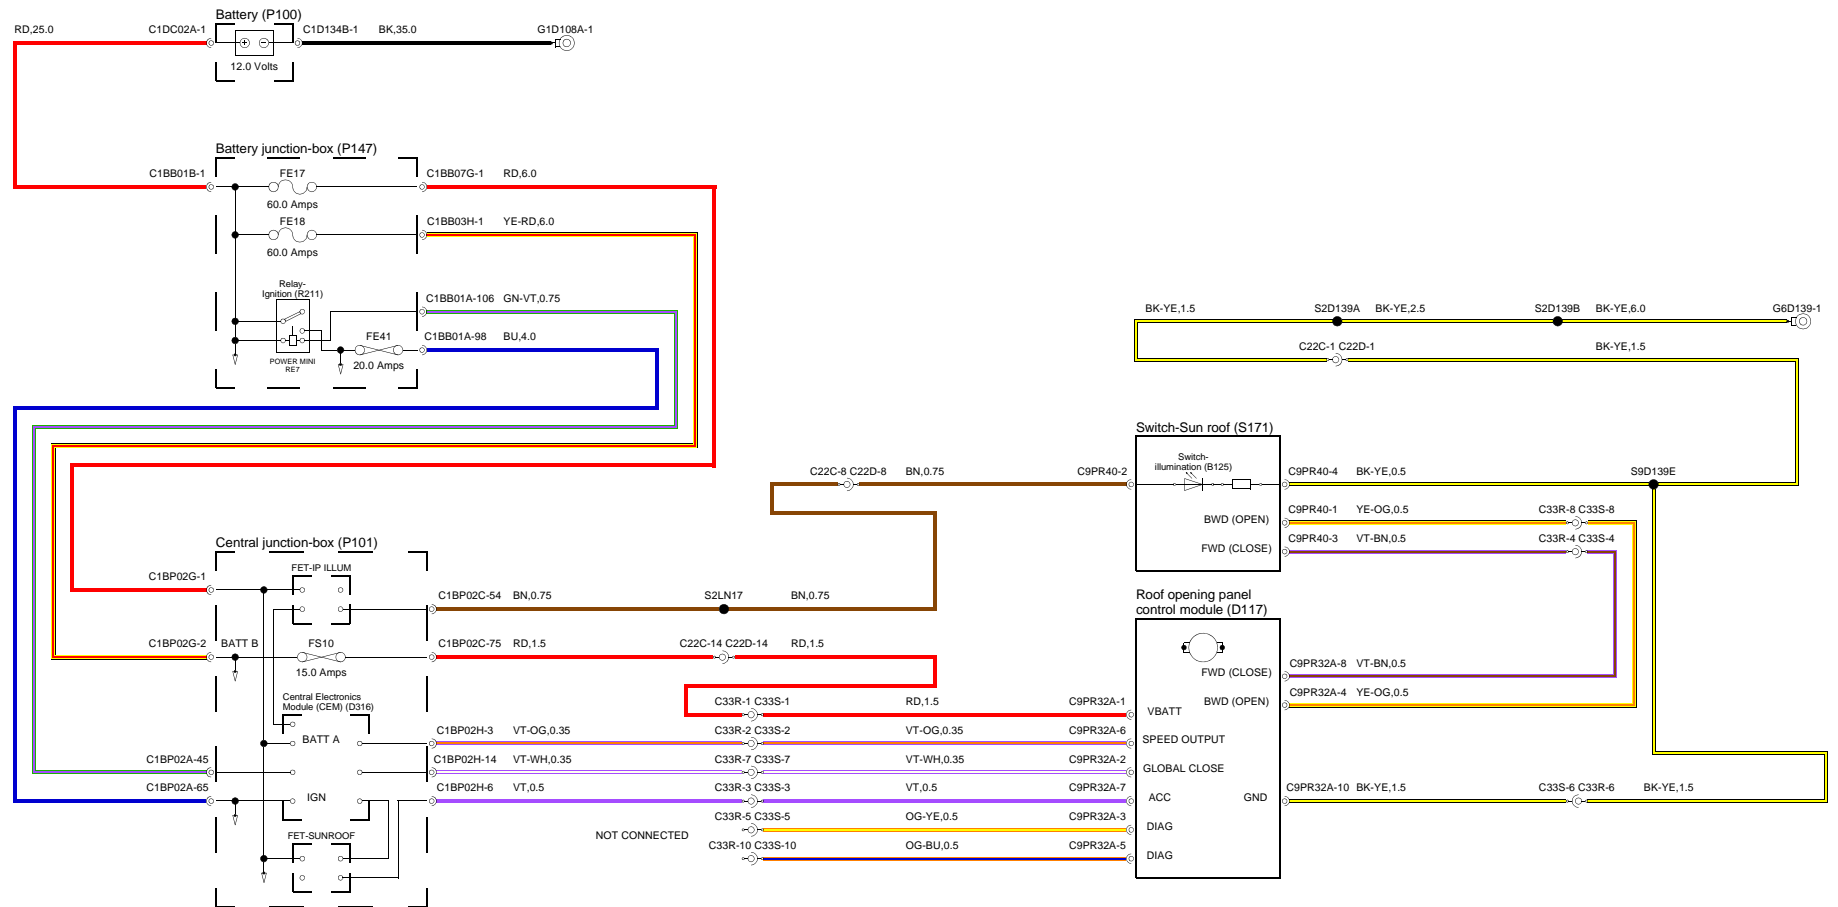 Battery (P100)
RD,25.0
C1DC02A-1
C1D134B-1
BK,35.0
G1D108A-1
12.0 Volts
Battery junction-box (P147)
C1BB01B-1
FE17
C1BB07G-1
RD,6.0
60.0 Amps
FE18
C1BB03H-1
YE-RD,6.0
60.0 Amps
Relay-
Ignition (R211)
C1BB01A-106
GN-VT,0.75
C1BB01A-98
BU,4.0
FE41
POWER MINI
RE7
20.0 Amps
BK-YE,1.5
S2D139A
BK-YE,2.5
S2D139B
BK-YE,6.0
G6D139-1
C22C-1 C22D-1
BK-YE,1.5
Switch-Sun roof (S171)
Switch-
illumination (B125)
C22C-8 C22D-8
BN,0.75
C9PR40-2
C9PR40-4
BK-YE,0.5
S9D139E
BWD (OPEN)
C9PR40-1
YE-OG,0.5
C33R-8 C33S-8
FWD (CLOSE)
C9PR40-3
VT-BN,0.5
C33R-4 C33S-4
Central junction-box (P101)
C1BP02G-1
FET-IP ILLUM
C1BP02C-54
BN,0.75
S2LN17
BN,0.75
C1BP02G-2
BATT B
FS10
C1BP02C-75
RD,1.5
C22C-14 C22D-14
RD,1.5
15.0 Amps
Roof opening panel
control module (D117)
FWD (CLOSE)
C9PR32A-8
VT-BN,0.5
BWD (OPEN)
C9PR32A-4
YE-OG,0.5
Central Electronics
Module (CEM) (D316)
C33R-1 C33S-1
RD,1.5
C9PR32A-1
VBATT
BATT A
C1BP02H-3
VT-OG,0.35
C33R-2 C33S-2
VT-OG,0.35
C9PR32A-6
SPEED OUTPUT
C1BP02A-45
C1BP02H-14
VT-WH,0.35
C33R-7 C33S-7
VT-WH,0.35
C9PR32A-2
GLOBAL CLOSE
C1BP02A-65
IGN
C1BP02H-6
VT,0.5
C33R-3 C33S-3
VT,0.5
C9PR32A-7
ACC
GND
C9PR32A-10
BK-YE,1.5
C33S-6 C33R-6
BK-YE,1.5
C33R-5 C33S-5
OG-YE,0.5
C9PR32A-3
DIAG
FET-SUNROOF
NOT CONNECTED
C33R-10 C33S-10
OG-BU,0.5
C9PR32A-5
DIAG